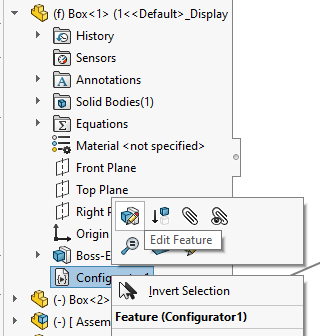 (f) Box<1> (1<<Default>_Display
History
Sensors
Annotations
Solid Bodies(1)
Equations
Material <not specified>
Front Plane
Top Plane
Right P
Origin
Edit Feature
Boss-E
Configurator1
Invert Selection
(-) Box<2>
Feature (Configurator1)
(-) [ Assem